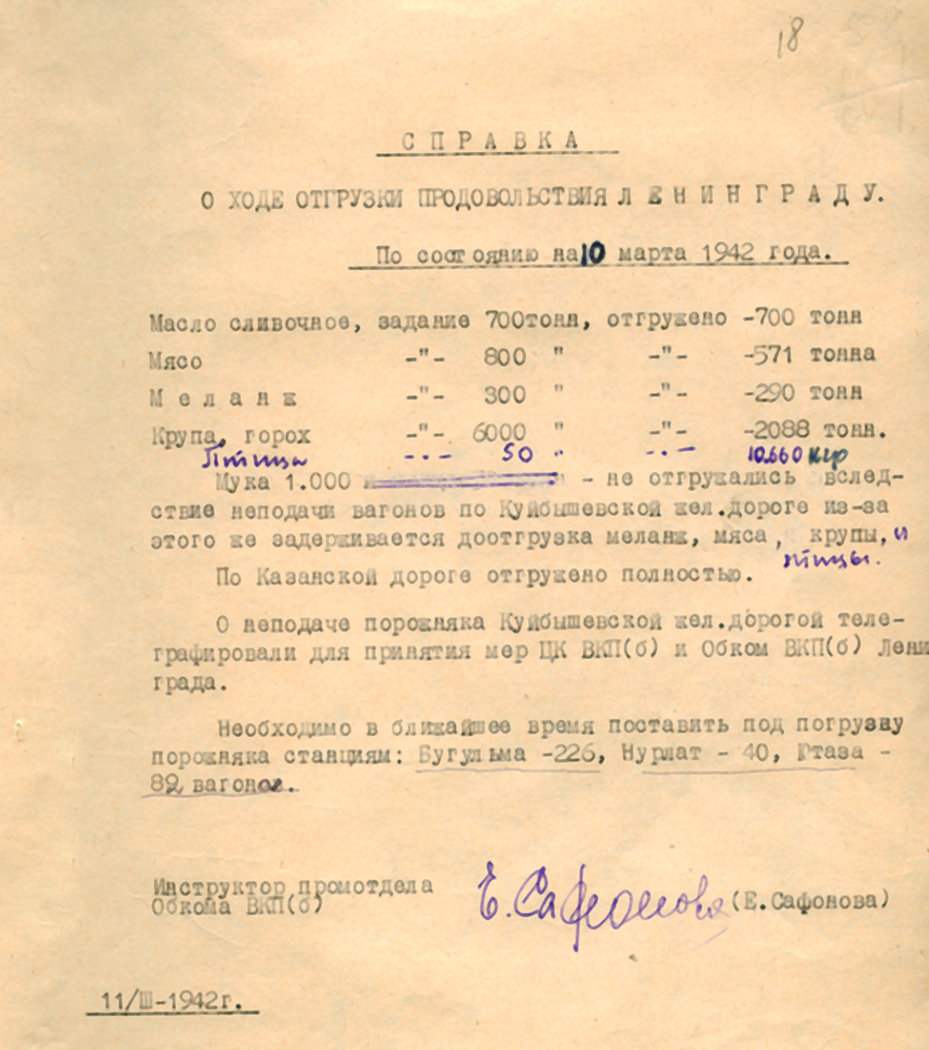 18
СПРАВКА
О ХОДЕ ОТГРУЗКИ ПРОДОВОЛЬСТВИЯ ЛЕНИНГРАДУ.
По состоянию на 10 марта 1942 года.
Масло сливочное, задание 700тонн, отгружено -700 тонн
Мясо -"- 800 " -"- -571 тонна
Меланж -"- 300 " -"- -290 тонн
Крупа, горох -"- 6000 " -"- -2088 тонн.
Птицы -"- 50 " -"- 10.660 кгр
Мука 1.000 - не отгружались вслед-
ствие неподачи вагонов по Куйбышевской жел.дороге из-за
этого же задерживается доотгрузка меланж, мяса, крупы, и
птицы.
По Казанской дороге отгружено полностью.
О неподаче порожняка Куйбышевской жел.дорогой теле-
графировали для принятия мер ЦК ВКП(б) и Обком ВКП(б) Лени
града.
Необходимо в ближайшее время поставить под погрузку
порожняка станциям: Бугульма -226, Нурлат - 40, Ютаза -
89 вагонов.
Инструктор промотдела
Обкома ВКП(б) Е. Сафонова (Е.Сафонова)
11/III-1942г.